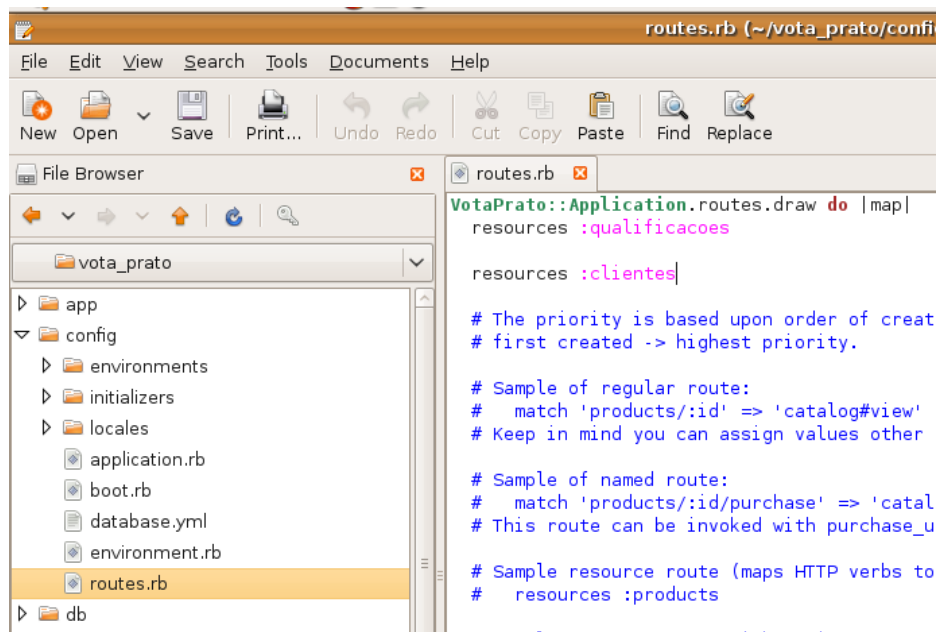 routes.rb (~/vota_prato/confi
File Edit View Search Tools Documents Help
New Open Save Print... Undo Redo Cut Copy Paste Find Replace
File Browser
routes.rb
vota_prato
app
config
environments
initializers
locales
application.rb
boot.rb
database.yml
environment.rb
routes.rb
db
VotaPrato::Application.routes.draw do |map|
resources :qualificacoes
resources :clientes
# The priority is based upon order of creat
# first created -> highest priority.
# Sample of regular route:
#   match 'products/:id' => 'catalog#view'
# Keep in mind you can assign values other
# Sample of named route:
#   match 'products/:id/purchase' => 'catal
# This route can be invoked with purchase_u
# Sample resource route (maps HTTP verbs to
#   resources :products